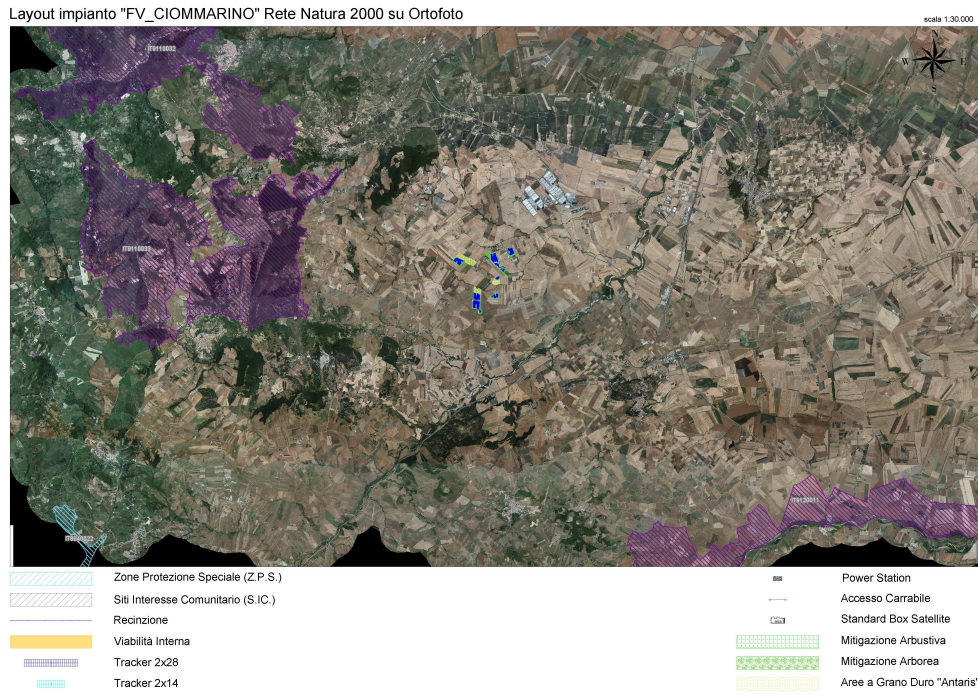 Layout impianto "FV_CIOMMARINO" Rete Natura 2000 su Ortofoto
scala 1:30.000
N
W E
S
IT9110032
IT9110033
IT9120011
Zone Protezione Speciale (Z.P.S.)
Siti Interesse Comunitario (S.IC.)
Recinzione
Viabilità Interna
Tracker 2x28
Tracker 2x14
Power Station
Accesso Carrabile
Standard Box Satellite
Mitigazione Arbustiva
Mitigazione Arborea
Aree a Grano Duro "Antaris"